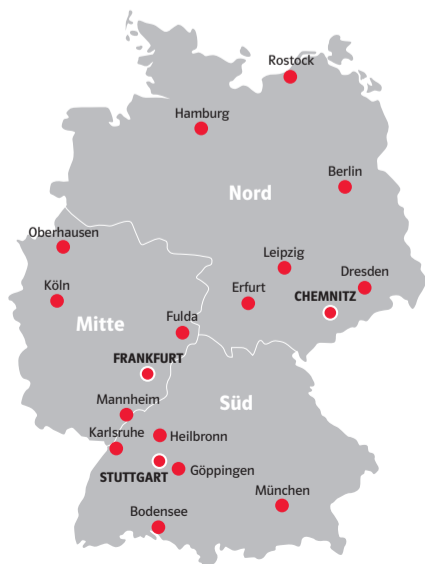 Rostock
Hamburg
Berlin
Nord
Oberhausen
Leipzig
Dresden
Köln
Erfurt
CHEMNITZ
Fulda
Mitte
FRANKFURT
Mannheim
Süd
Karlsruhe
Heilbronn
Göppingen
STUTTGART
München
Bodensee